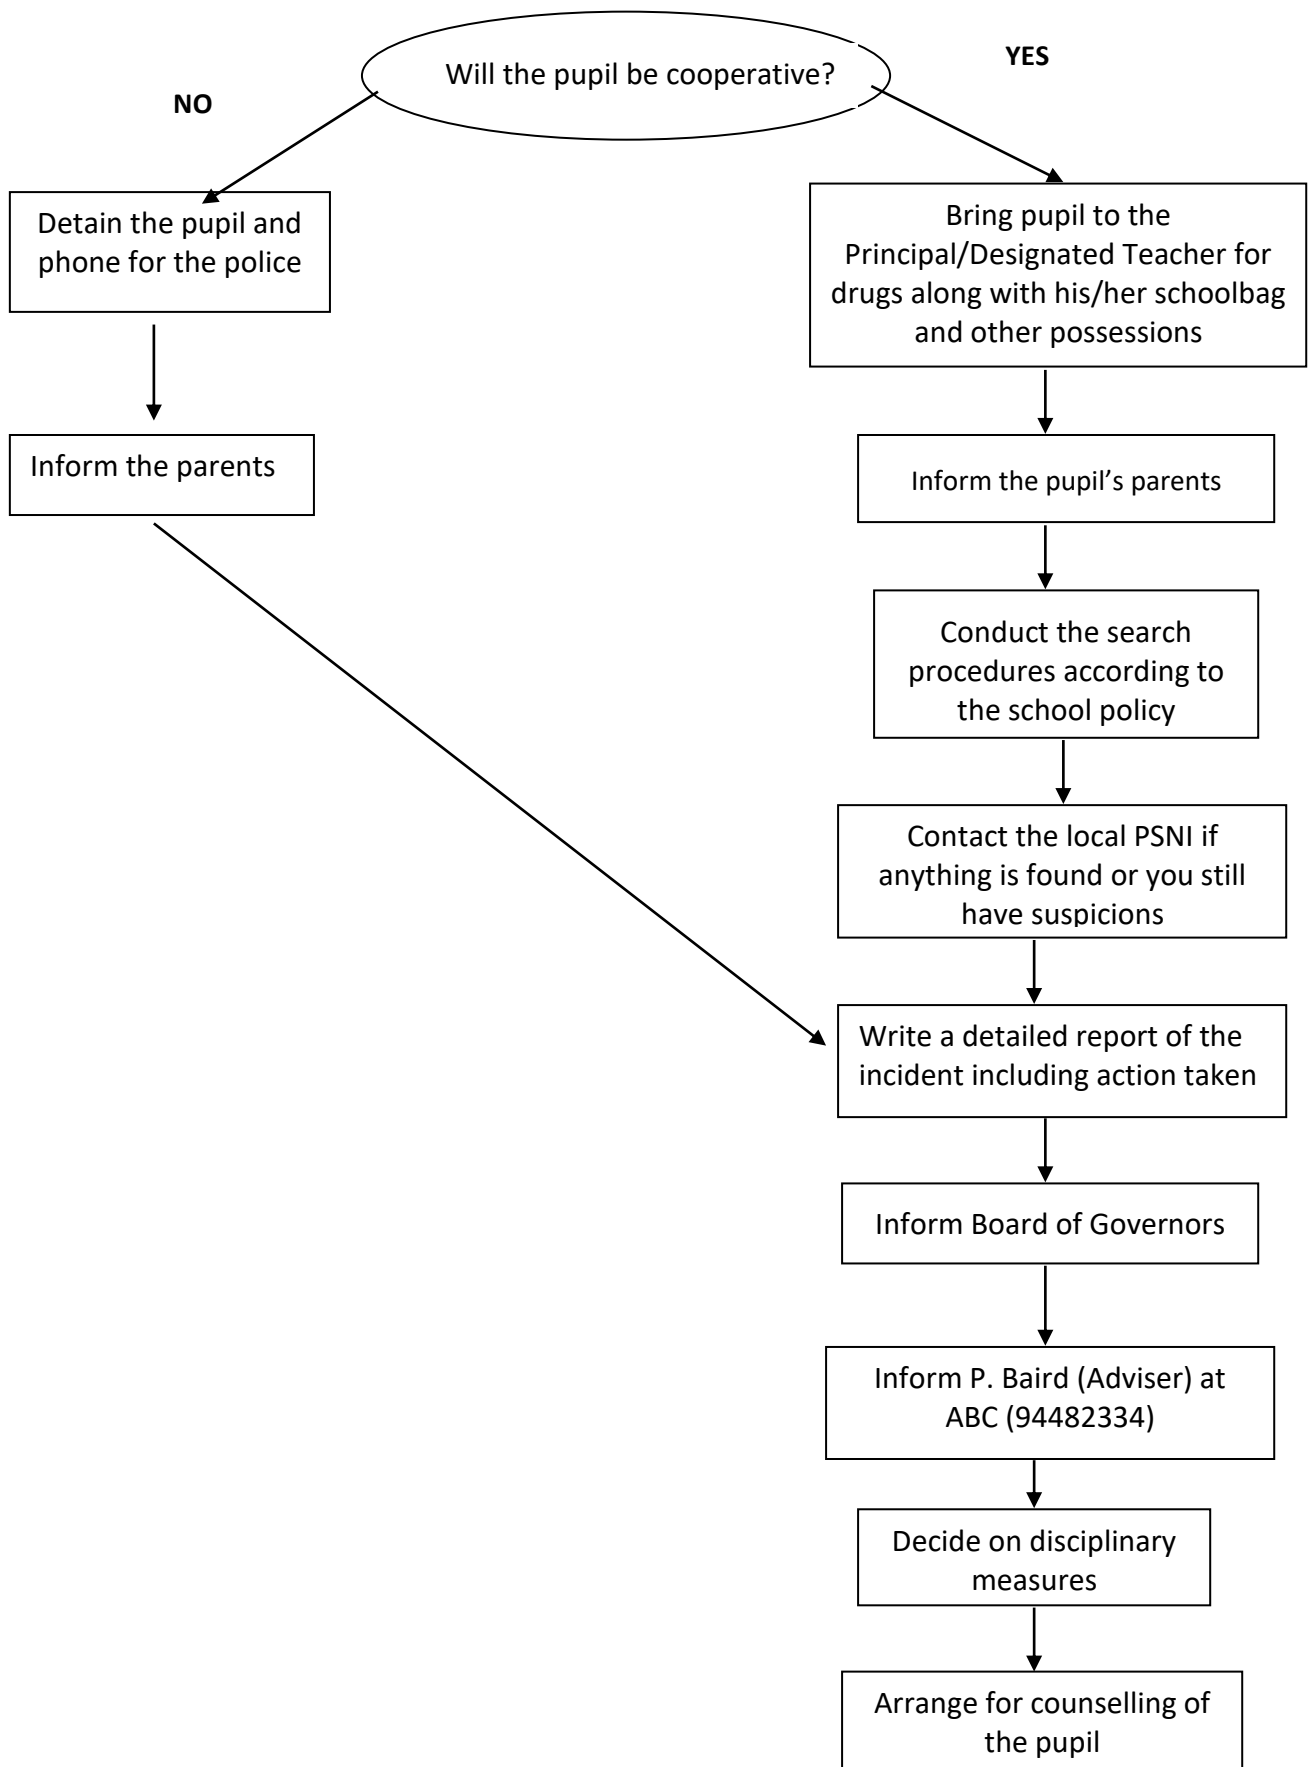 Will the pupil be cooperative?
YES
NO
Detain the pupil and
phone for the police
Inform the parents
Bring pupil to the
Principal/Designated Teacher for
drugs along with his/her schoolbag
and other possessions
Inform the pupil’s parents
Conduct the search
procedures according to
the school policy
Contact the local PSNI if
anything is found or you still
have suspicions
Write a detailed report of the
incident including action taken
Inform Board of Governors
Inform P. Baird (Adviser) at
ABC (94482334)
Decide on disciplinary
measures
Arrange for counselling of
the pupil